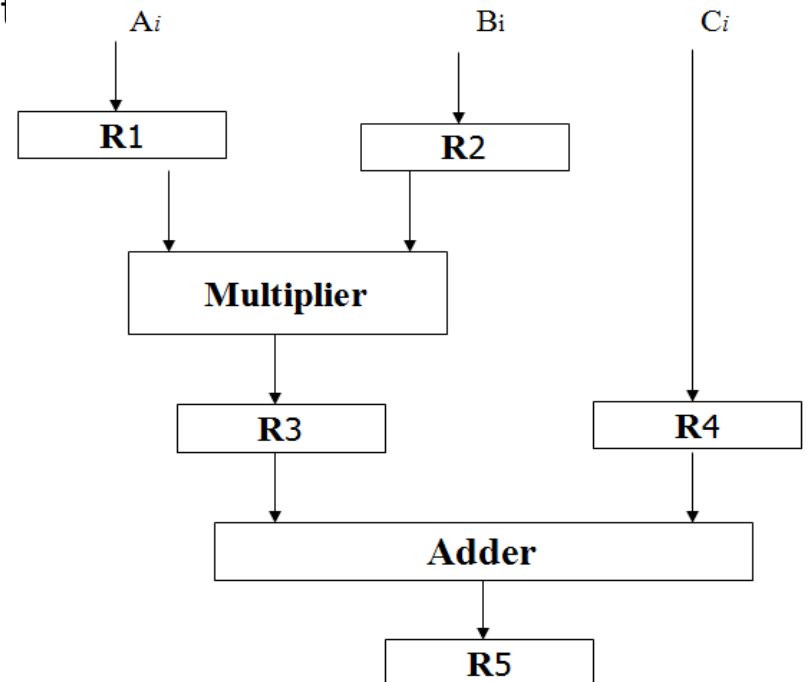 Ai Bi Ci
R1
R2
Multiplier
R3 R4
Adder
R5